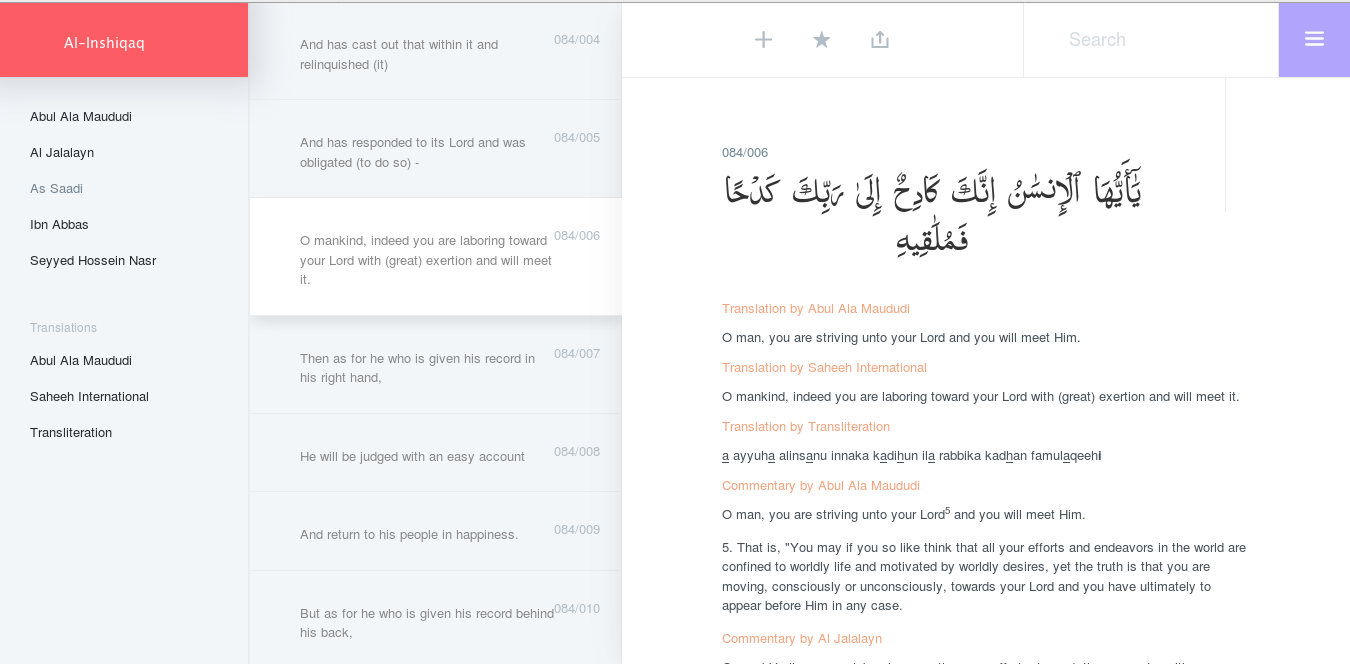 Al-Inshiqaq
Abul Ala Maududi
Al Jalalayn
As Saadi
Ibn Abbas
Seyyed Hossein Nasr
Translations
Abul Ala Maududi
Saheeh International
Transliteration
And has cast out that within it and 084/004
relinquished (it)
And has responded to its Lord and was 084/005
obligated (to do so) -
O mankind, indeed you are laboring toward 084/006
your Lord with (great) exertion and will meet
it.
Then as for he who is given his record in 084/007
his right hand,
He will be judged with an easy account 084/008
And return to his people in happiness. 084/009
But as for he who is given his record behind 084/010
his back,
Search
084/006
يَٰٓأَيُّهَا ٱلْإِنسَٰنُ إِنَّكَ كَادِحٌ إِلَىٰ رَبِّكَ كَدْحًا
فَمُلَٰقِيهِ
Translation by Abul Ala Maududi
O man, you are striving unto your Lord and you will meet Him.
Translation by Saheeh International
O mankind, indeed you are laboring toward your Lord with (great) exertion and will meet it.
Translation by Transliteration
a ayyuha alinsanu innaka kadihun ila rabbika kadhan famulaqeehi
Commentary by Abul Ala Maududi
O man, you are striving unto your Lord5 and you will meet Him.
5. That is, "You may if you so like think that all your efforts and endeavors in the world are
confined to worldly life and motivated by worldly desires, yet the truth is that you are
moving, consciously or unconsciously, towards your Lord and you have ultimately to
appear before Him in any case.
Commentary by Al Jalalayn